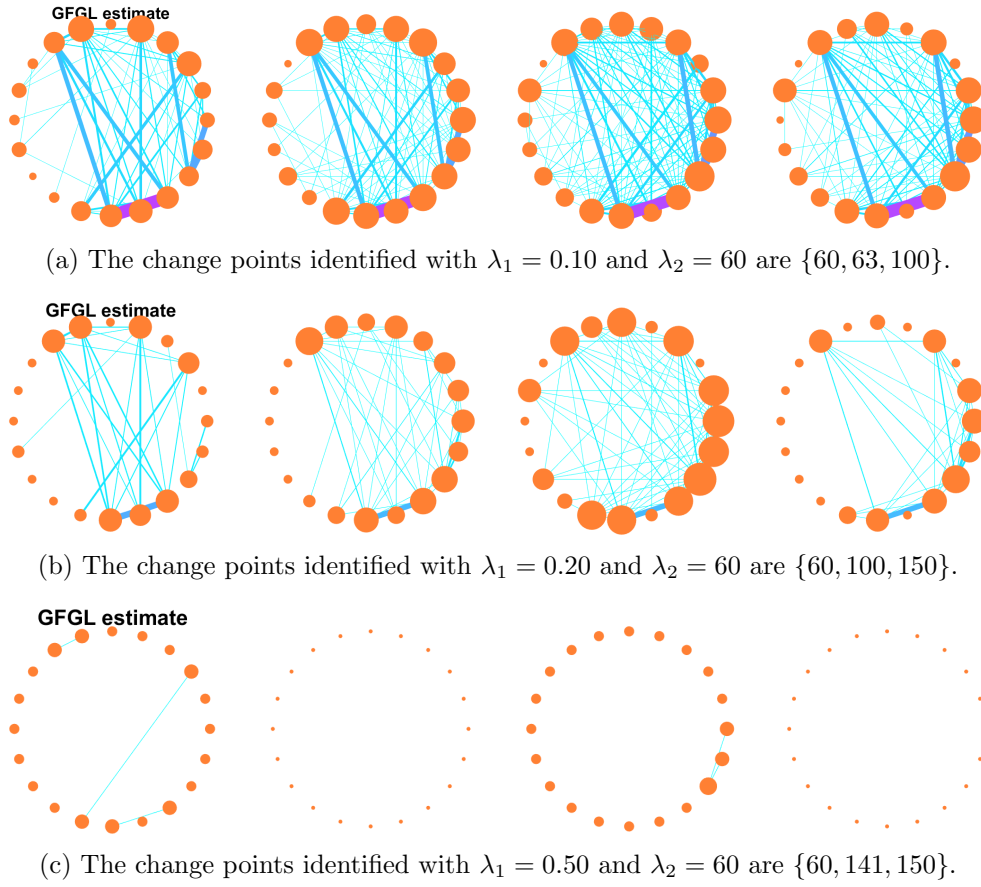 GFGL estimate
(a) The change points identified with λ₁ = 0.10 and λ₂ = 60 are {60, 63, 100}.
GFGL estimate
(b) The change points identified with λ₁ = 0.20 and λ₂ = 60 are {60, 100, 150}.
GFGL estimate
(c) The change points identified with λ₁ = 0.50 and λ₂ = 60 are {60, 141, 150}.